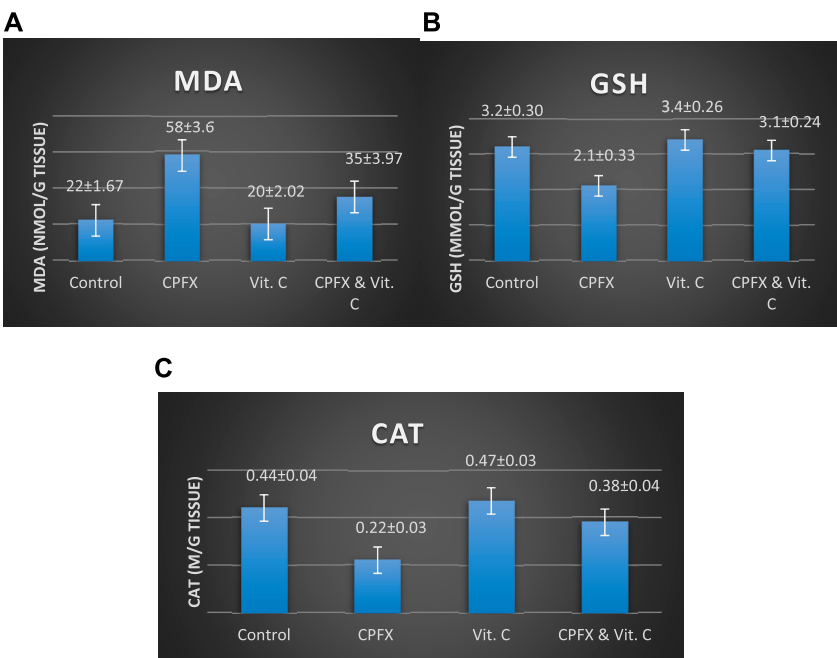 A
MDA
MDA (NMOL/G TISSUE)
22±1.67
58±3.6
20±2.02
35±3.97
Control
CPFX
Vit. C
CPFX & Vit.
C
B
GSH
GSH (MMOL/G TISSUE)
3.2±0.30
2.1±0.33
3.4±0.26
3.1±0.24
Control
CPFX
Vit. C
CPFX & Vit.
C
C
CAT
CAT (M/G TISSUE)
0.44±0.04
0.22±0.03
0.47±0.03
0.38±0.04
Control
CPFX
Vit. C
CPFX & Vit. C